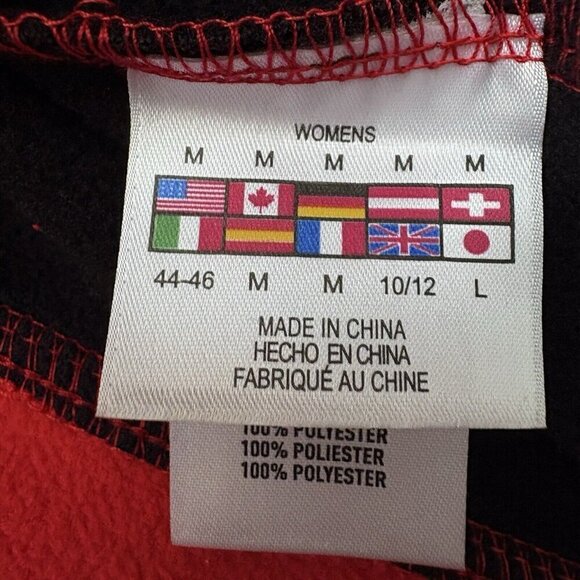 WOMENS
M M M M M
44-46 M M 10/12 L
MADE IN CHINA
HECHO EN CHINA
FABRIQUÉ AU CHINE
100% POLYESTER
100% POLIESTER
100% POLYESTER